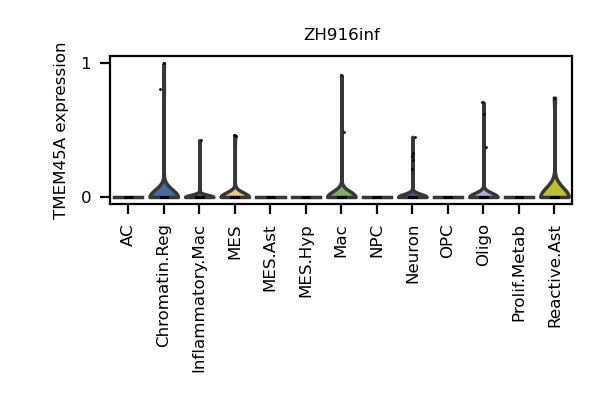 ZH916inf
TMEM45A expression
1
0
AC
Chromatin.Reg
Inflammatory.Mac
MES
MES.Ast
MES.Hyp
Mac
NPC
Neuron
OPC
Oligo
Prolif.Metab
Reactive.Ast